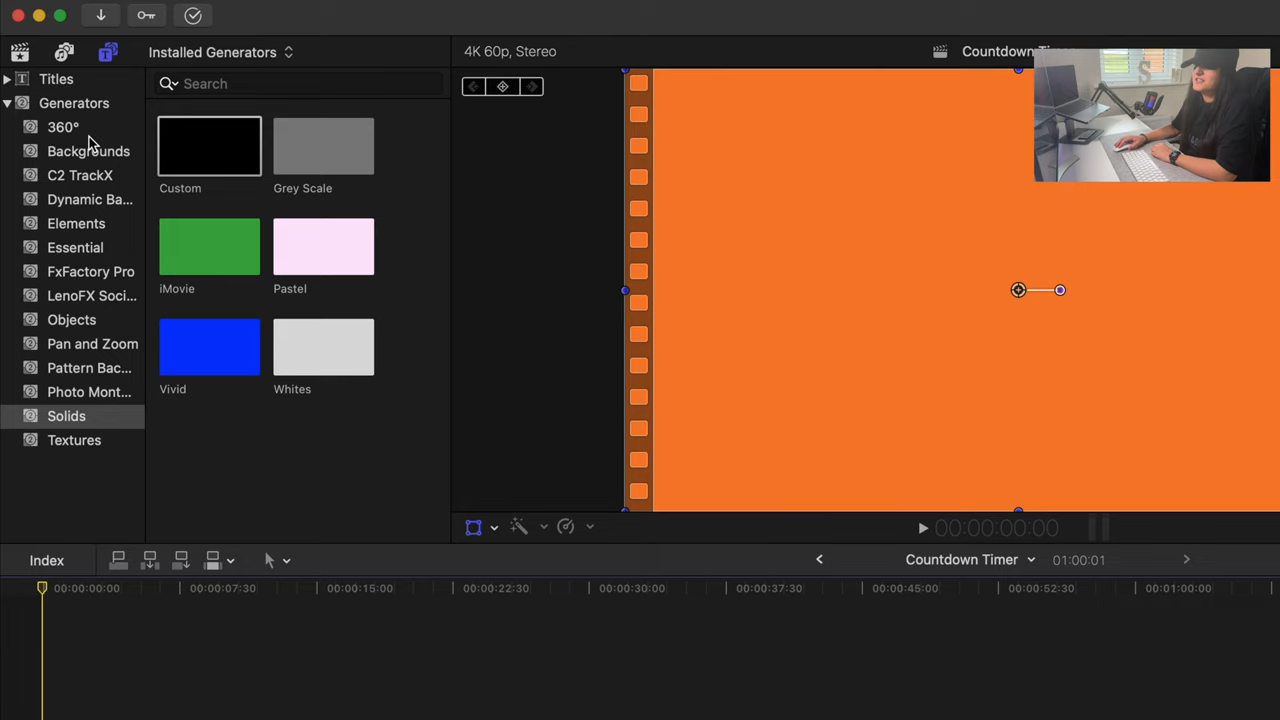 Installed Generators
4K 60p, Stereo
Countdown
Titles
Generators
360°
Backgrounds
C2 TrackX
Dynamic Ba...
Elements
Essential
FxFactory Pro
LenoFX Soci...
Objects
Pan and Zoom
Pattern Bac...
Photo Mont...
Solids
Textures
Search
Custom
Grey Scale
iMovie
Pastel
Vivid
Whites
00:00:00:00
Index
Countdown Timer
01:00:01
00:00:00:00
00:00:07:30
00:00:15:00
00:00:22:30
00:00:30:00
00:00:37:30
00:00:45:00
00:00:52:30
00:01:00:00